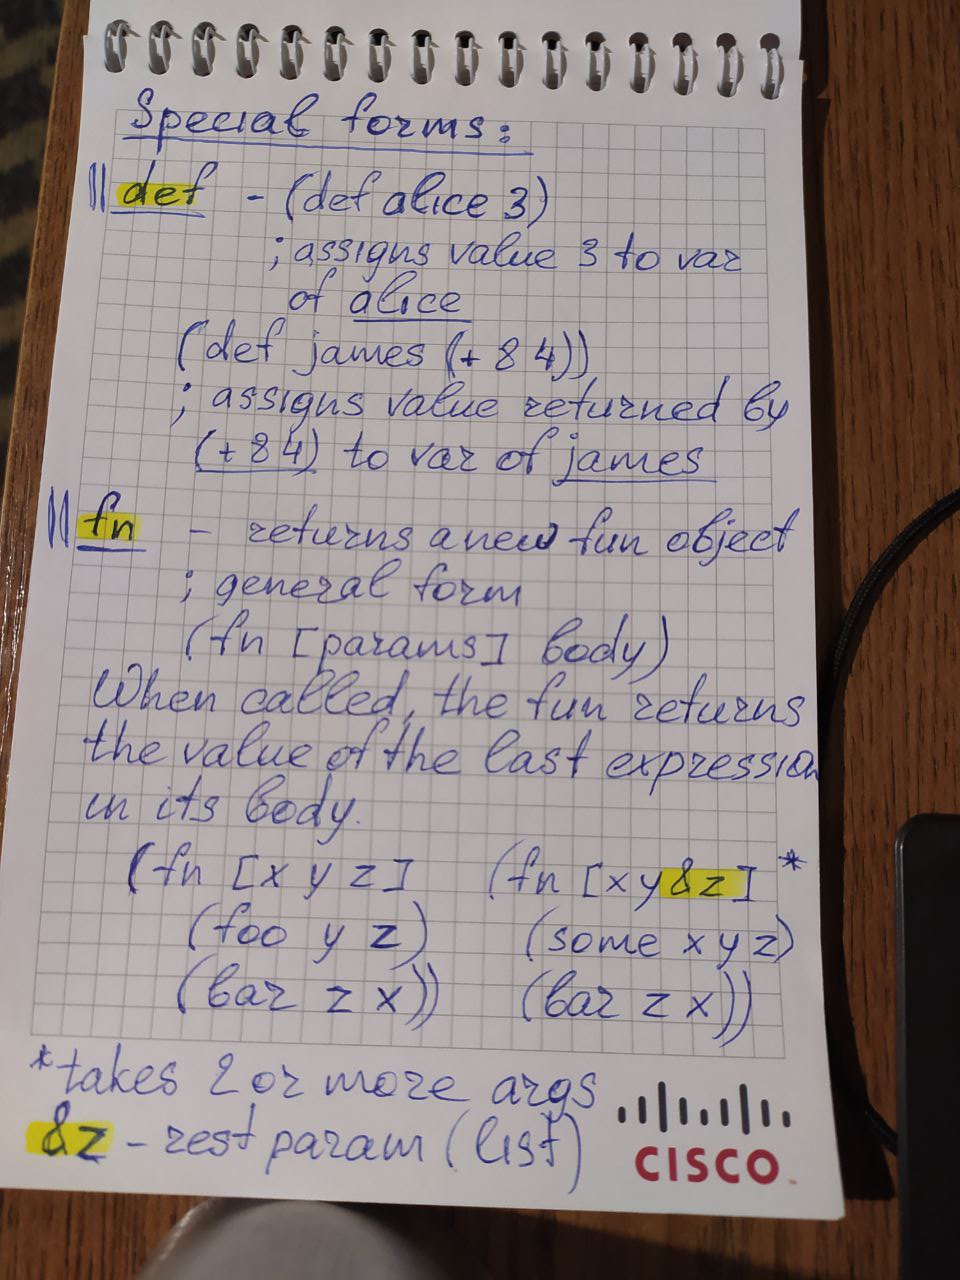 Special forms:
def - (def alice 3)
; assigns value 3 to var
of alice
(def james (+ 8 4))
; assigns value returned by
(+ 8 4) to var of james
fn - returns a new fun object
; general form
(fn [params] body)
When called, the fun returns
the value of the last expression
in its body.
(fn [x y z] (fn [x y & z] *
(foo y z) (some x y z)
(bar z x)) (bar z x))
* takes 2 or more args
&z - rest param (list)
CISCO